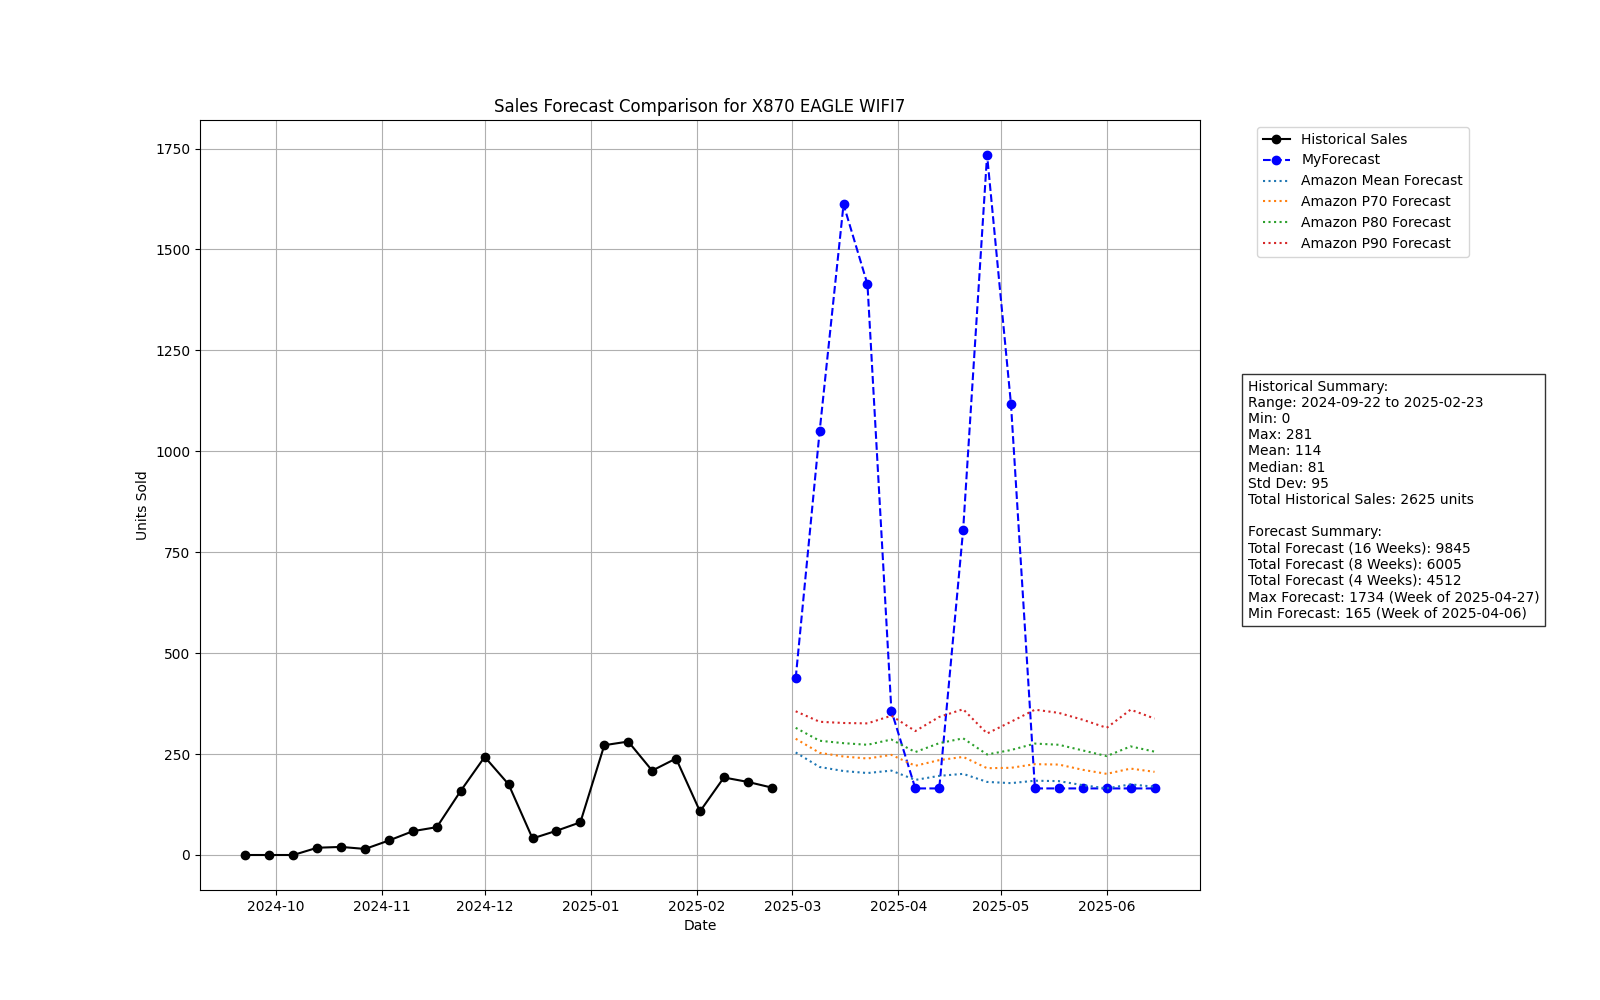 Sales Forecast Comparison for X870 EAGLE WIFI7
Units Sold
1750
1500
1250
1000
750
500
250
0
2024-10
2024-11
2024-12
2025-01
2025-02
2025-03
2025-04
2025-05
2025-06
Date
Historical Sales
MyForecast
Amazon Mean Forecast
Amazon P70 Forecast
Amazon P80 Forecast
Amazon P90 Forecast
Historical Summary:
Range: 2024-09-22 to 2025-02-23
Min: 0
Max: 281
Mean: 114
Median: 81
Std Dev: 95
Total Historical Sales: 2625 units
Forecast Summary:
Total Forecast (16 Weeks): 9845
Total Forecast (8 Weeks): 6005
Total Forecast (4 Weeks): 4512
Max Forecast: 1734 (Week of 2025-04-27)
Min Forecast: 165 (Week of 2025-04-06)